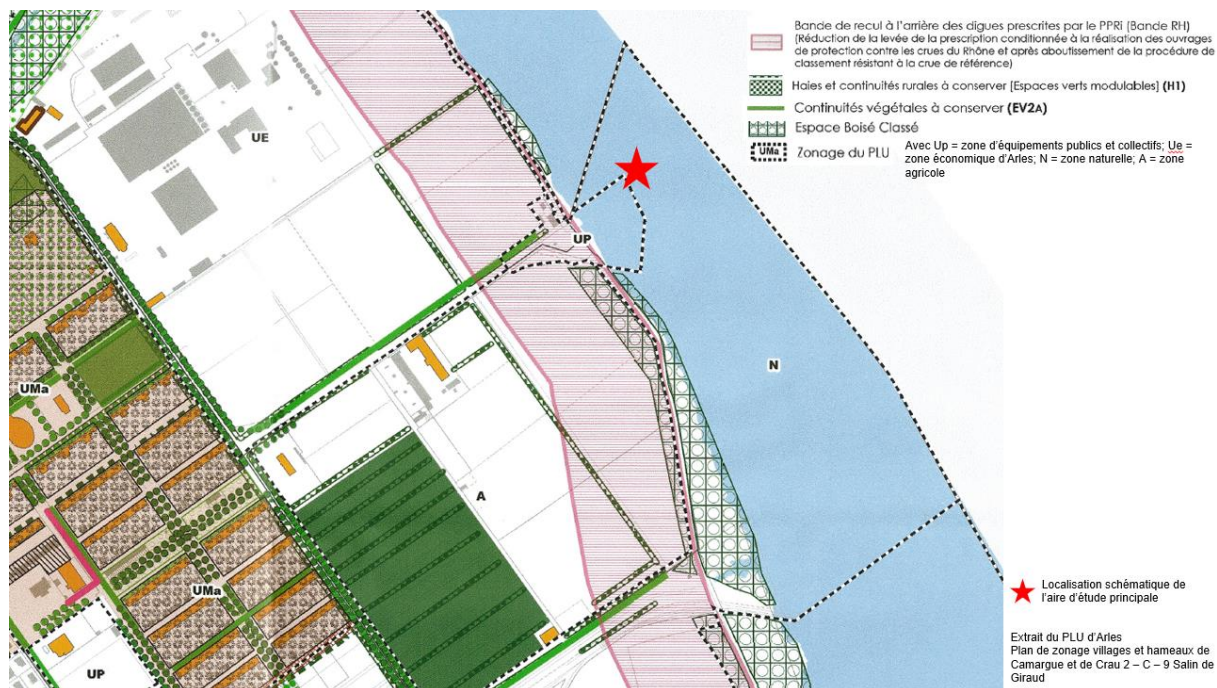 Bande de recul à l'arrière des digues prescrites par le PPRi (Bande RH)
(Réduction de la levée de la prescription conditionnée à la réalisation des ouvrages
de protection contre les crues du Rhône et après aboutissement de la procédure de
classement résistant à la crue de référence)
Haies et continuités rurales à conserver [Espaces verts modulables] (H1)
Continuités végétales à conserver (EV2A)
Espace Boisé Classé
UMa Zonage du PLU
Avec Up = zone d'équipements publics et collectifs; Ue =
zone économique d'Arles; N = zone naturelle; A = zone
agricole
UE
UP
N
UMa
A
UMa
UP
Localisation schématique de
l'aire d'étude principale
Extrait du PLU d'Arles
Plan de zonage villages et hameaux de
Camargue et de Crau 2 – C – 9 Salin de
Giraud